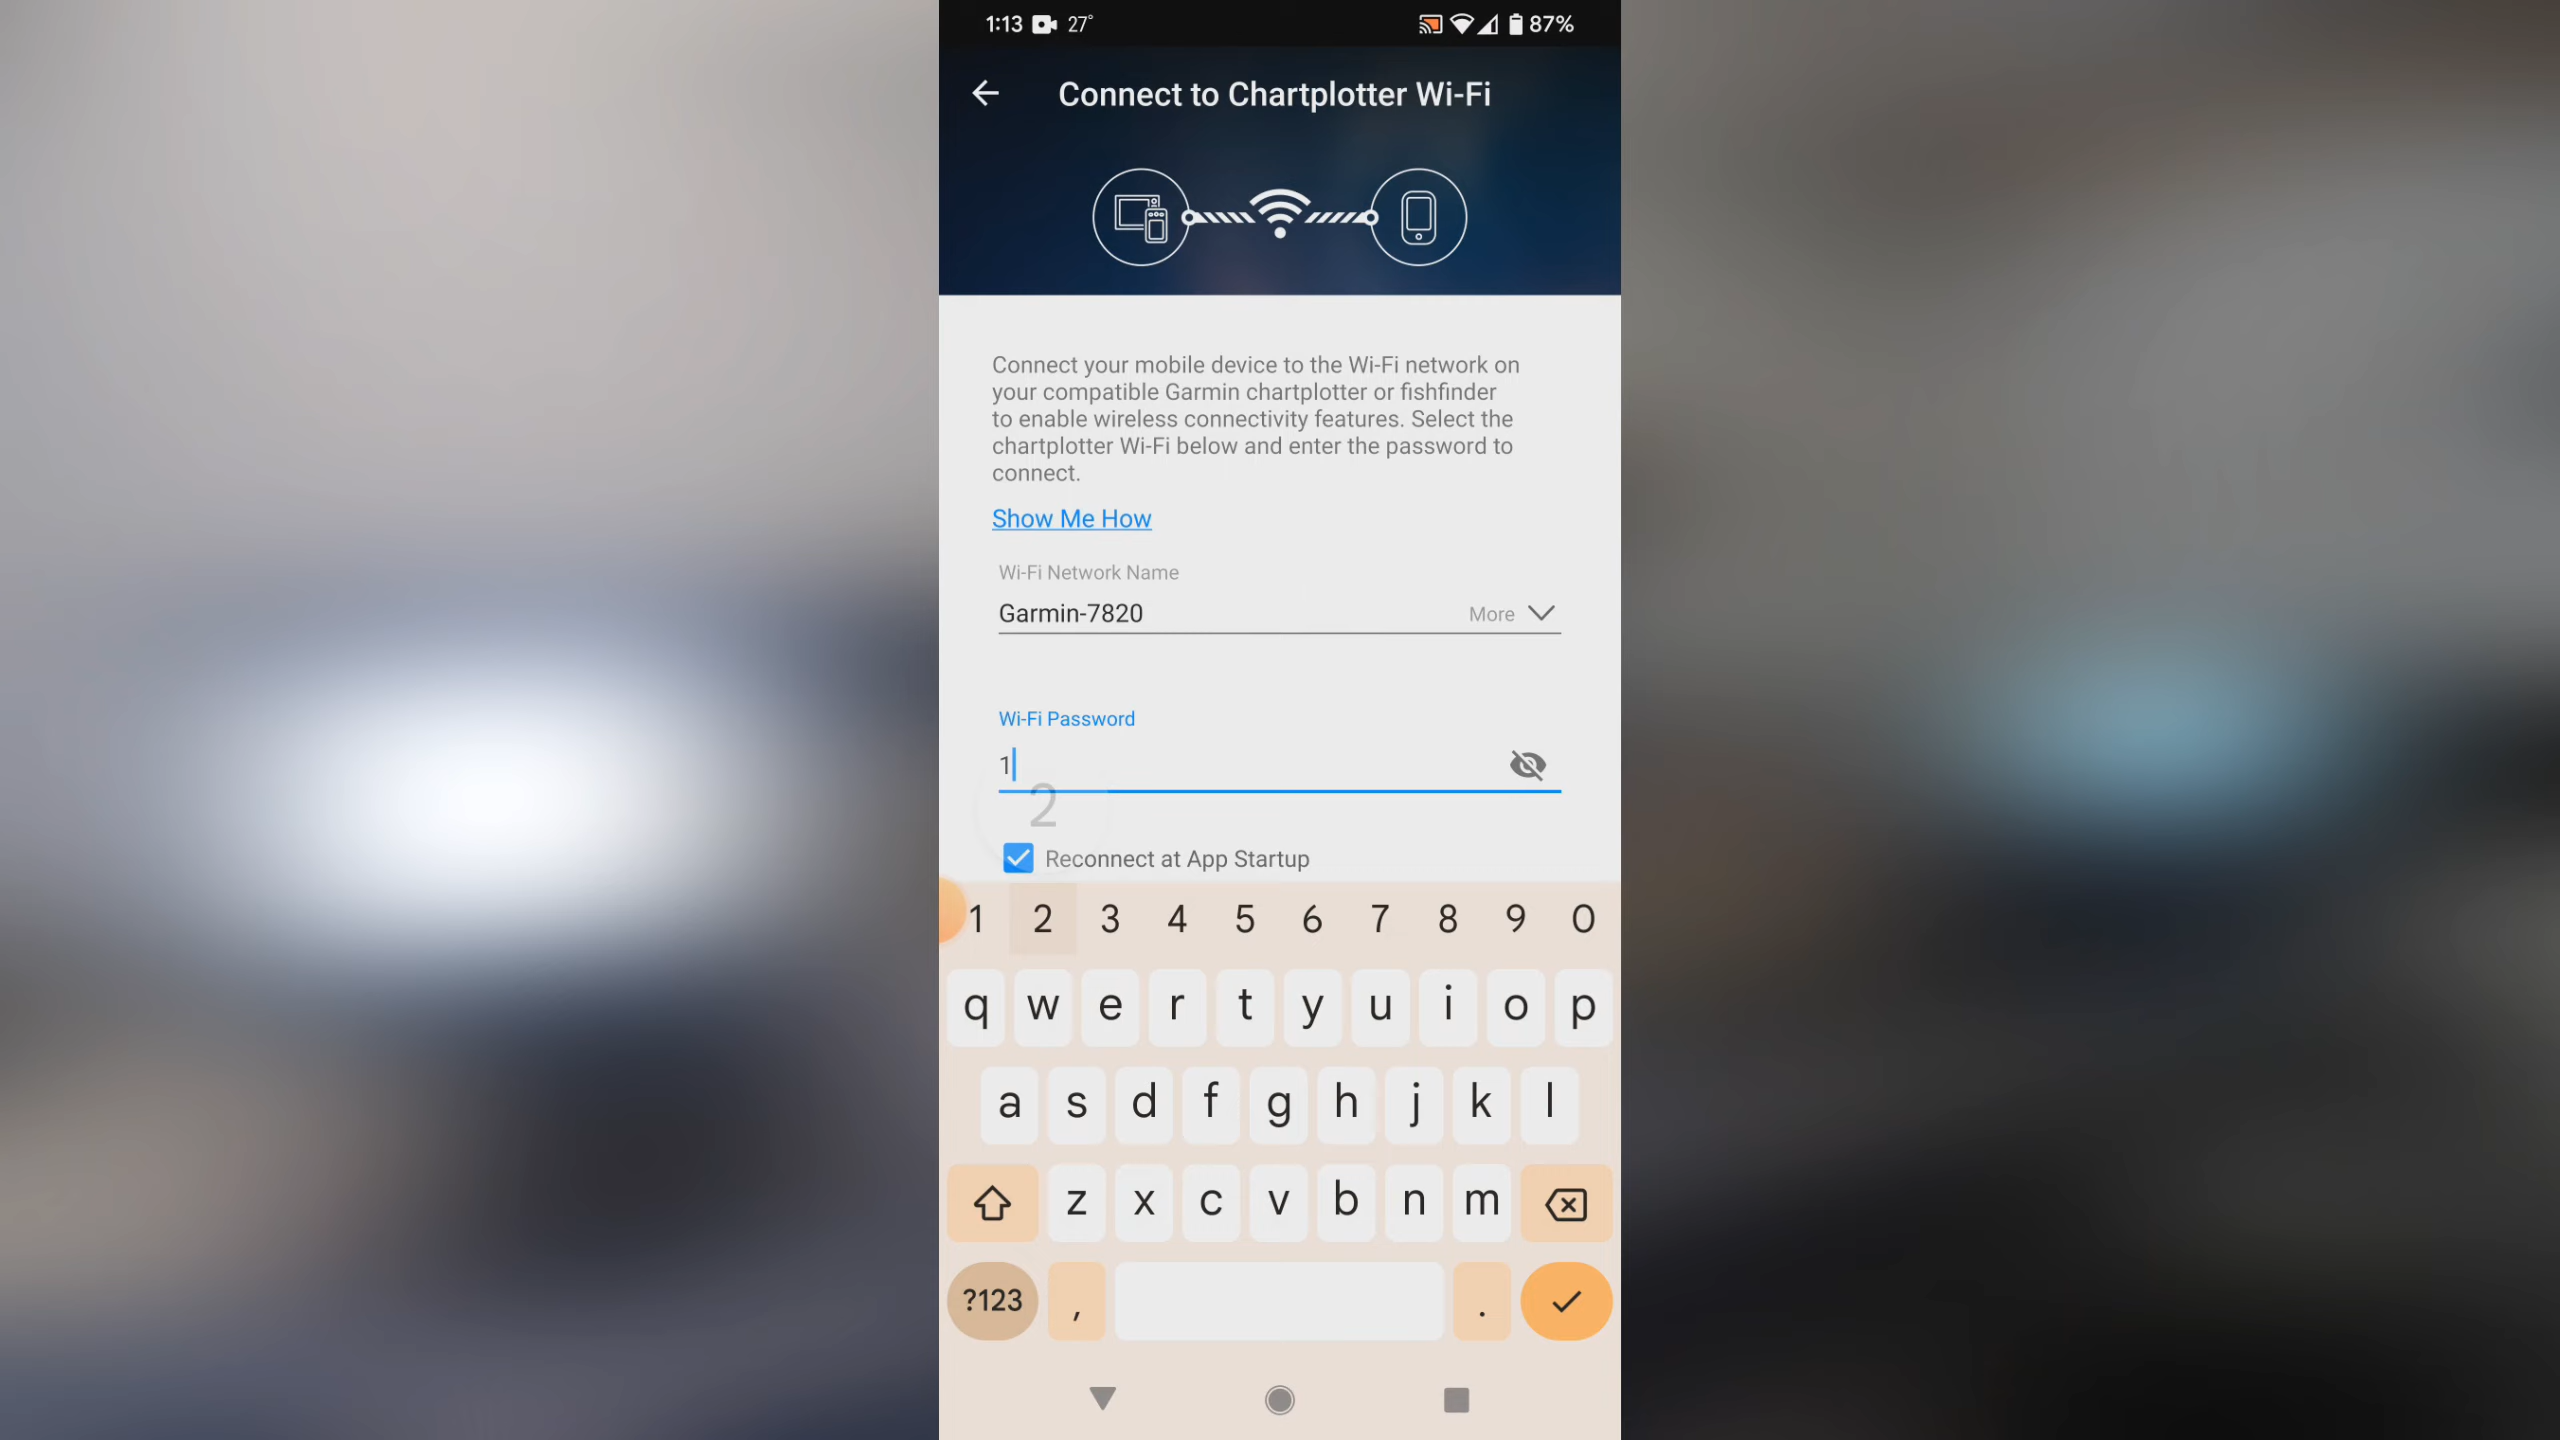 1:13 27° 87%
Connect to Chartplotter Wi-Fi
Connect your mobile device to the Wi-Fi network on
your compatible Garmin chartplotter or fishfinder
to enable wireless connectivity features. Select the
chartplotter Wi-Fi below and enter the password to
connect.
Show Me How
Wi-Fi Network Name
Garmin-7820 More
Wi-Fi Password
1
2
Reconnect at App Startup
1 2 3 4 5 6 7 8 9 0
q w e r t y u i o p
a s d f g h j k l
z x c v b n m
?123 , .